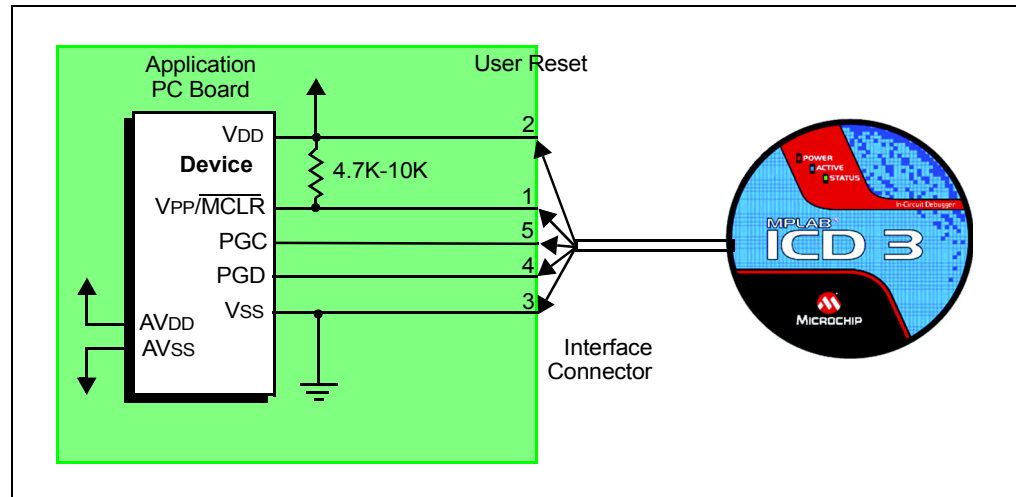 Application
PC Board
User Reset
VDD
2
Device
4.7K-10K
VPP/MCLR
1
PGC
5
PGD
4
VSS
3
AVDD
AVSS
Interface
Connector
POWER
ACTIVE
STATUS
In-Circuit Debugger
MPLAB
ICD 3
MICROCHIP